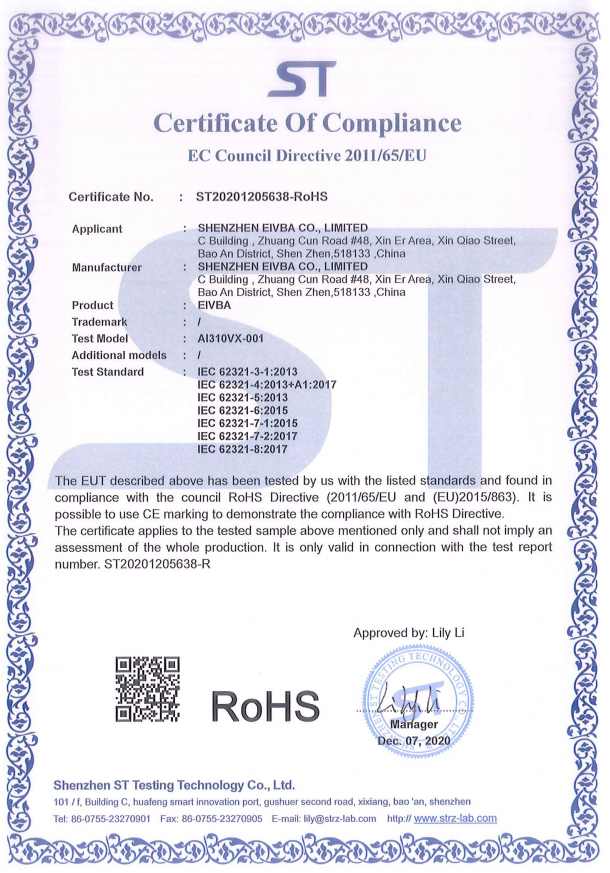 ST
Certificate Of Compliance
EC Council Directive 2011/65/EU
Certificate No. : ST20201205638-RoHS
Applicant : SHENZHEN EIVBA CO., LIMITED
C Building , Zhuang Cun Road #48, Xin Er Area, Xin Qiao Street,
Bao An District, Shen Zhen,518133 ,China
Manufacturer : SHENZHEN EIVBA CO., LIMITED
C Building , Zhuang Cun Road #48, Xin Er Area, Xin Qiao Street,
Bao An District, Shen Zhen,518133 ,China
Product : EIVBA
Trademark : /
Test Model : AI310VX-001
Additional models : /
Test Standard : IEC 62321-3-1:2013
IEC 62321-4:2013+A1:2017
IEC 62321-5:2013
IEC 62321-6:2015
IEC 62321-7-1:2015
IEC 62321-7-2:2017
IEC 62321-8:2017
ST
The EUT described above has been tested by us with the listed standards and found in
compliance with the council RoHS Directive (2011/65/EU and (EU)2015/863). It is
possible to use CE marking to demonstrate the compliance with RoHS Directive.
The certificate applies to the tested sample above mentioned only and shall not imply an
assessment of the whole production. It is only valid in connection with the test report
number. ST20201205638-R
Approved by: Lily Li
RoHS
ST
Manager
Dec. 07, 2020
Shenzhen ST Testing Technology Co., Ltd.
101 / f, Building C, huafeng smart innovation port, gushuer second road, xixiang, bao 'an, shenzhen
Tel: 86-0755-23270901 Fax: 86-0755-23270905 E-mail: lily@strz-lab.com http:// www.strz-lab.com